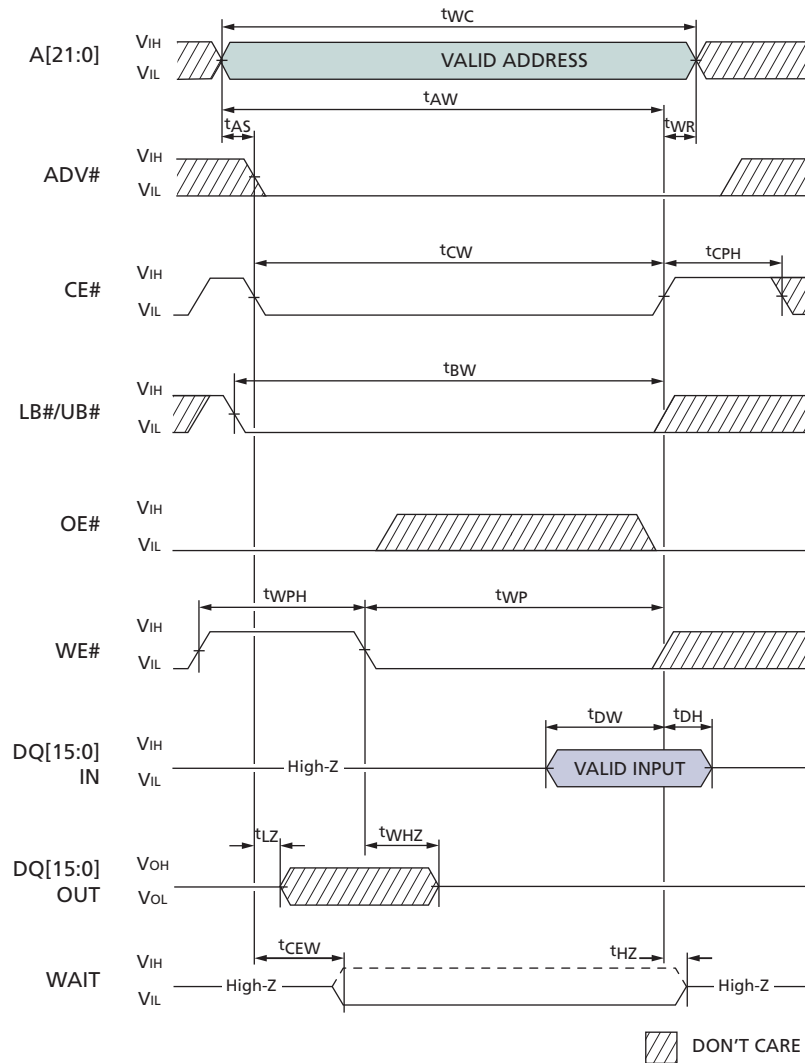 tWC
A[21:0]
VIH
VIL
VALID ADDRESS
tAW
tAS
tWR
ADV#
VIH
VIL
tCW
tCPH
CE#
VIH
VIL
tBW
LB#/UB#
VIH
VIL
OE#
VIH
VIL
tWPH
tWP
WE#
VIH
VIL
tDW
tDH
DQ[15:0]
IN
VIH
VIL
High-Z
VALID INPUT
tLZ
tWHZ
DQ[15:0]
OUT
VOH
VOL
tCEW
tHZ
WAIT
VIH
VIL
High-Z
High-Z
DON'T CARE